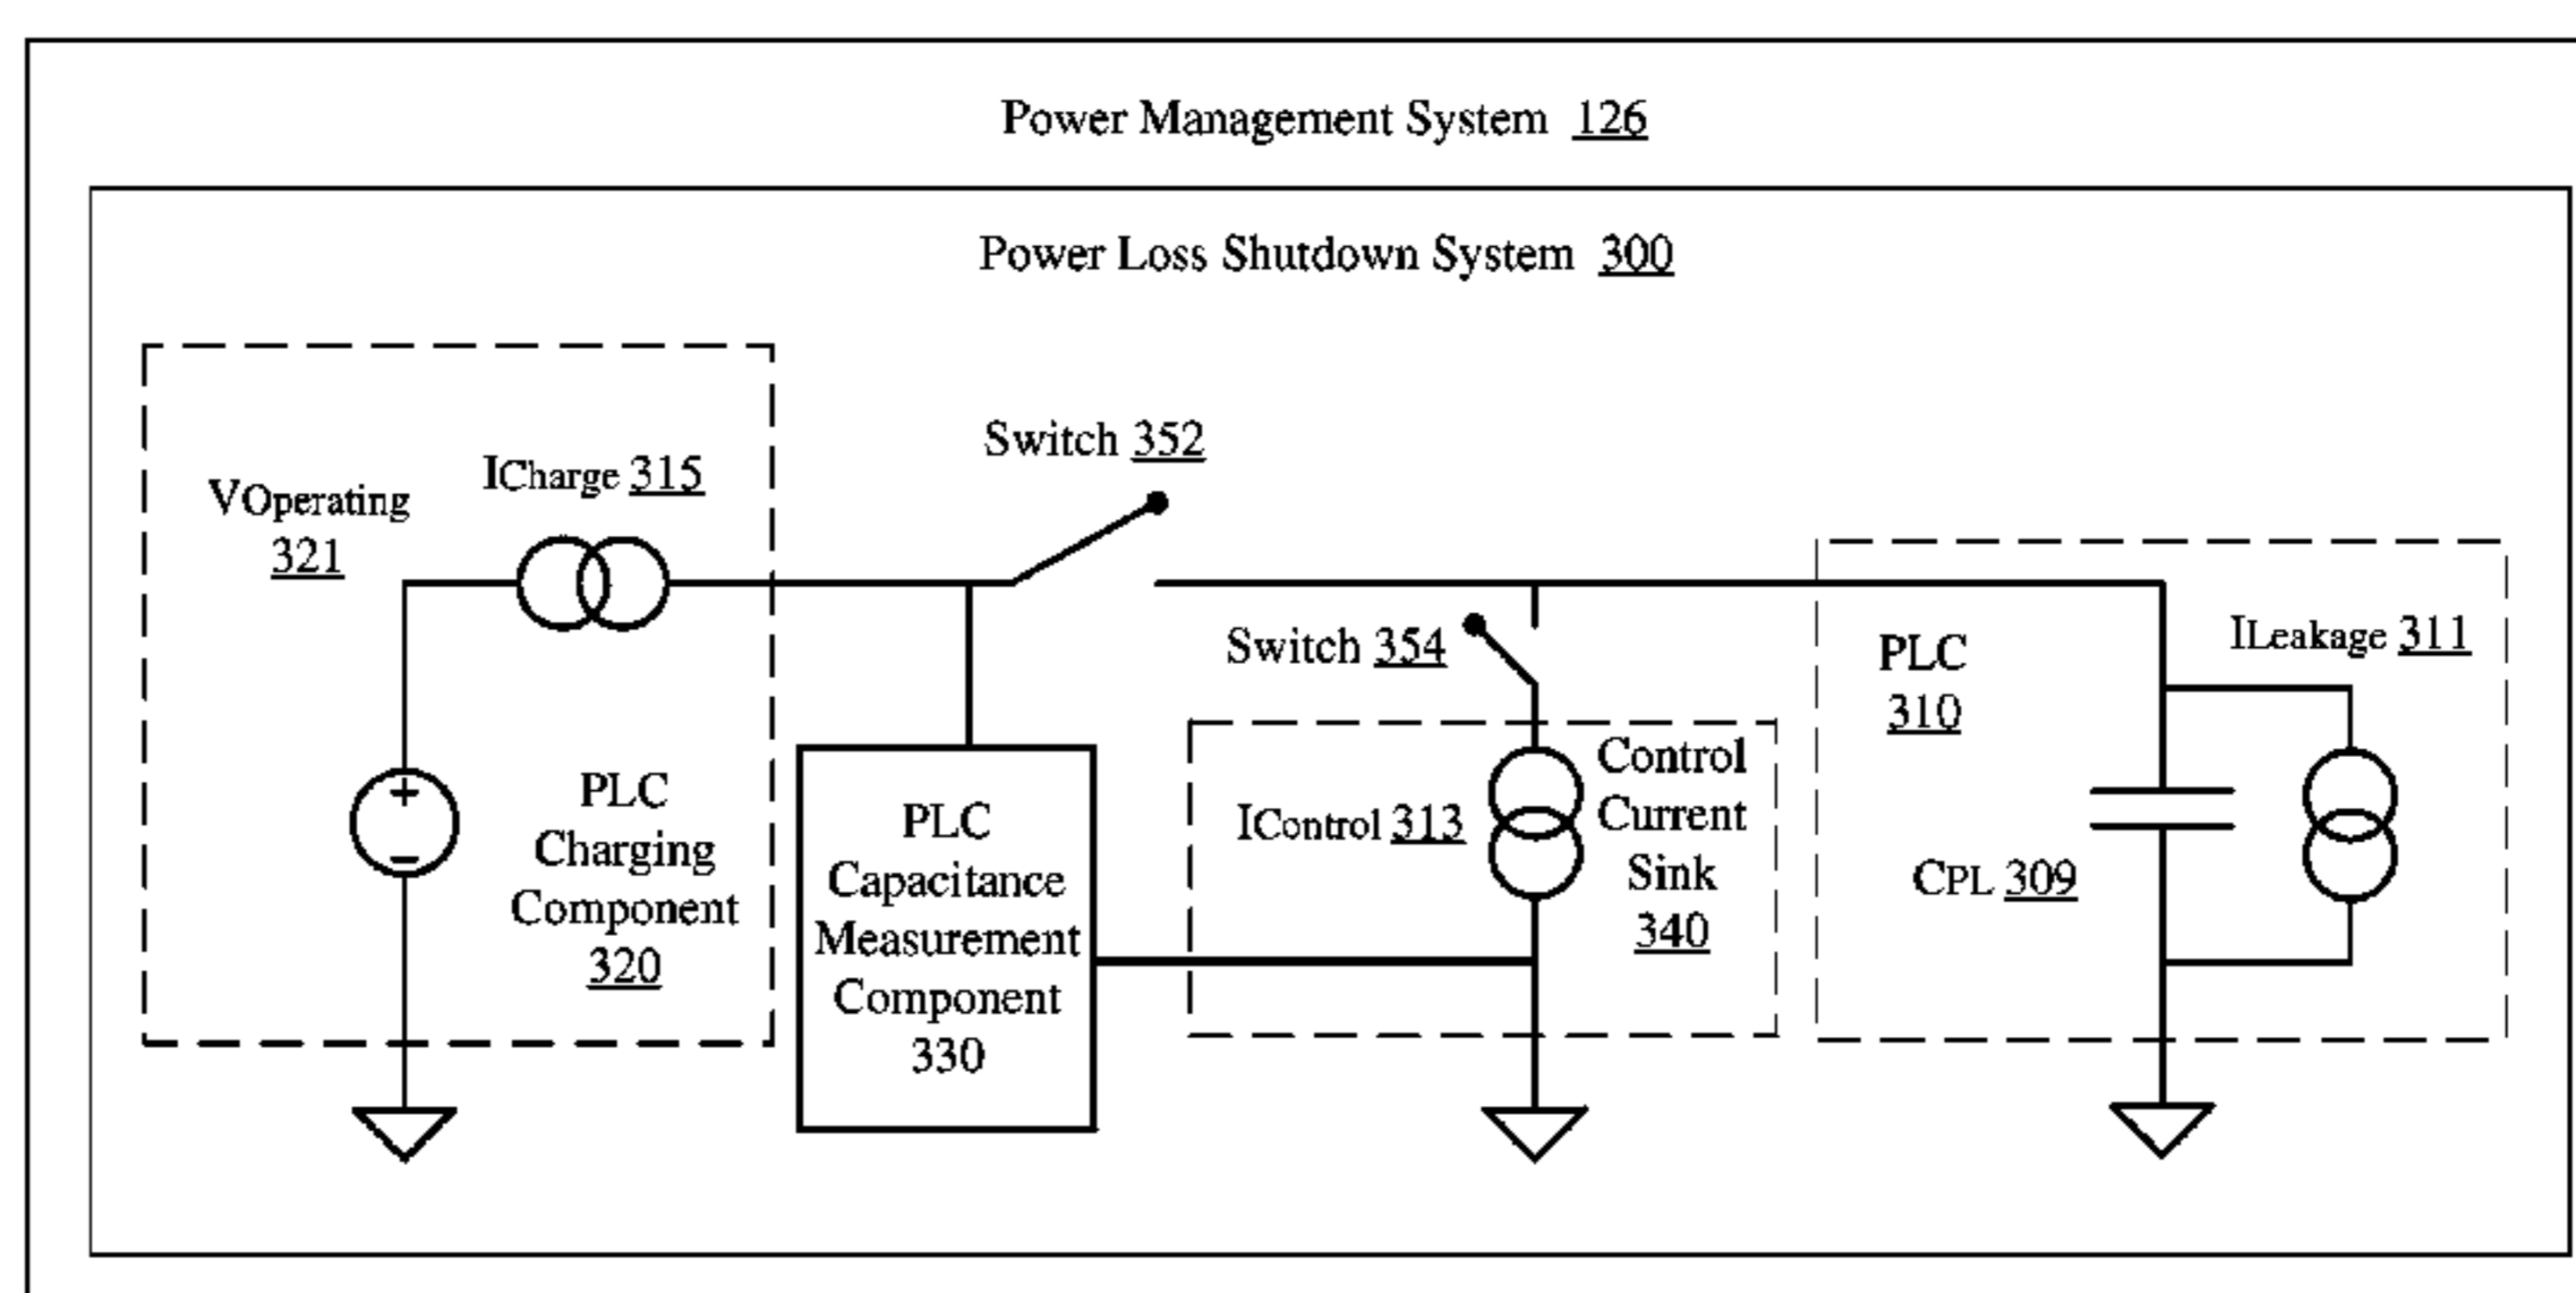 Power Management System 126
Power Loss Shutdown System 300
Switch 352
ICharge 315
VOperating
321
Switch 354
PLC
310
ILeakage 311
PLC
Charging
Component
320
PLC
Capacitance
Measurement
Component
330
IControl 313
Control
Current
Sink
340
CPL 309
+
−